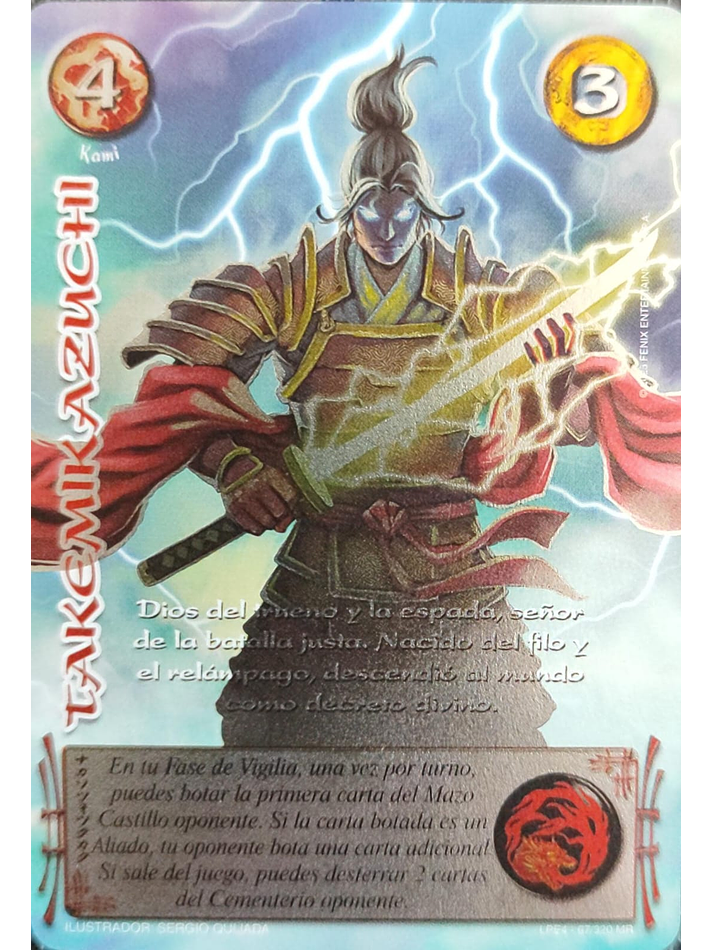 4
3
Kami
TAKEMIKAZUCHI
FENIX ENTERTAIN
Dios del trueno y la espada, señor
de la batalla justa. Nacido del filo y
el relámpago, descendió al mundo
como decreto divino.
En tu Fase de Vigilia, una vez por turno,
puedes botar la primera carta del Mazo
Castillo oponente. Si la carta botada es un
Aliado, tu oponente bota una carta adicional
Si sale del juego, puedes desterrar 2 cartas
del Cementerio oponente.
ILUSTRADOR: SERGIO QUIJADA